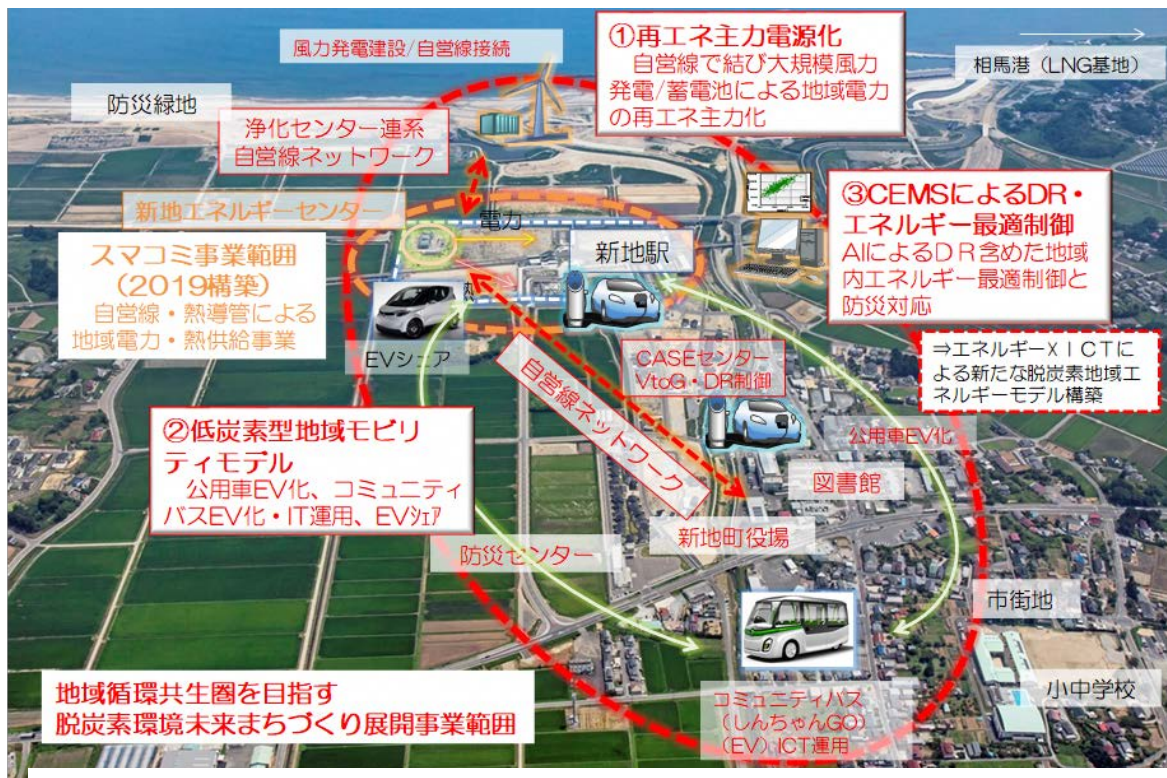 風力発電建設/自営線接続
①再エネ主力電源化
自営線で結び大規模風力
発電/蓄電池による地域電力
の再エネ主力化
相馬港（LNG基地）
防災緑地
浄化センター連系
自営線ネットワーク
③CEMSによるDR・
エネルギー最適制御
AIによるＤＲ含めた地域
内エネルギー最適制御と
防災対応
新地エネルギーセンター
電力
新地駅
スマコミ事業範囲
（2019構築）
自営線・熱導管による
地域電力・熱供給事業
EVシェア
CASEセンター
VtoG・DR制御
⇒エネルギーXＩCTに
よる新たな脱炭素地域エ
ネルギーモデル構築
自営線ネットワーク
②低炭素型地域モビリ
ティモデル
公用車EV化、コミュニティ
バスEV化・IT運用、EVｼｪｱ
公用車EV化
図書館
新地町役場
防災センター
市街地
小中学校
地域循環共生圏を目指す
脱炭素環境未来まちづくり展開事業範囲
コミュニティバス
（しんちゃんGO）
（EV）ICT運用